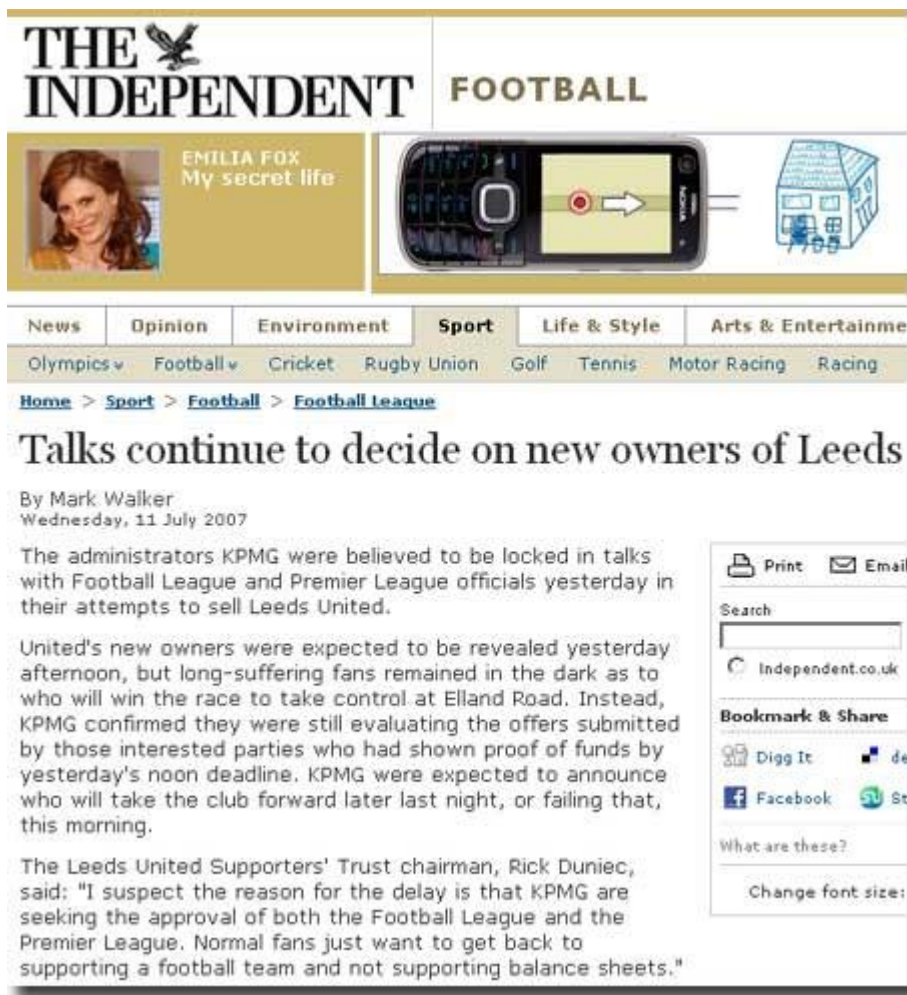 THE
INDEPENDENT
FOOTBALL
EMILIA FOX
My secret life
NOKIA
News Opinion Environment Sport Life & Style Arts & Entertainme
Olympics Football Cricket Rugby Union Golf Tennis Motor Racing Racing
Home > Sport > Football > Football League
Talks continue to decide on new owners of Leeds
By Mark Walker
Wednesday, 11 July 2007
The administrators KPMG were believed to be locked in talks
with Football League and Premier League officials yesterday in
their attempts to sell Leeds United.
United's new owners were expected to be revealed yesterday
afternoon, but long-suffering fans remained in the dark as to
who will win the race to take control at Elland Road. Instead,
KPMG confirmed they were still evaluating the offers submitted
by those interested parties who had shown proof of funds by
yesterday's noon deadline. KPMG were expected to announce
who will take the club forward later last night, or failing that,
this morning.
The Leeds United Supporters' Trust chairman, Rick Duniec,
said: "I suspect the reason for the delay is that KPMG are
seeking the approval of both the Football League and the
Premier League. Normal fans just want to get back to
supporting a football team and not supporting balance sheets."
Print Email
Search
Independent.co.uk
Bookmark & Share
Digg It de
Facebook St
What are these?
Change font size: